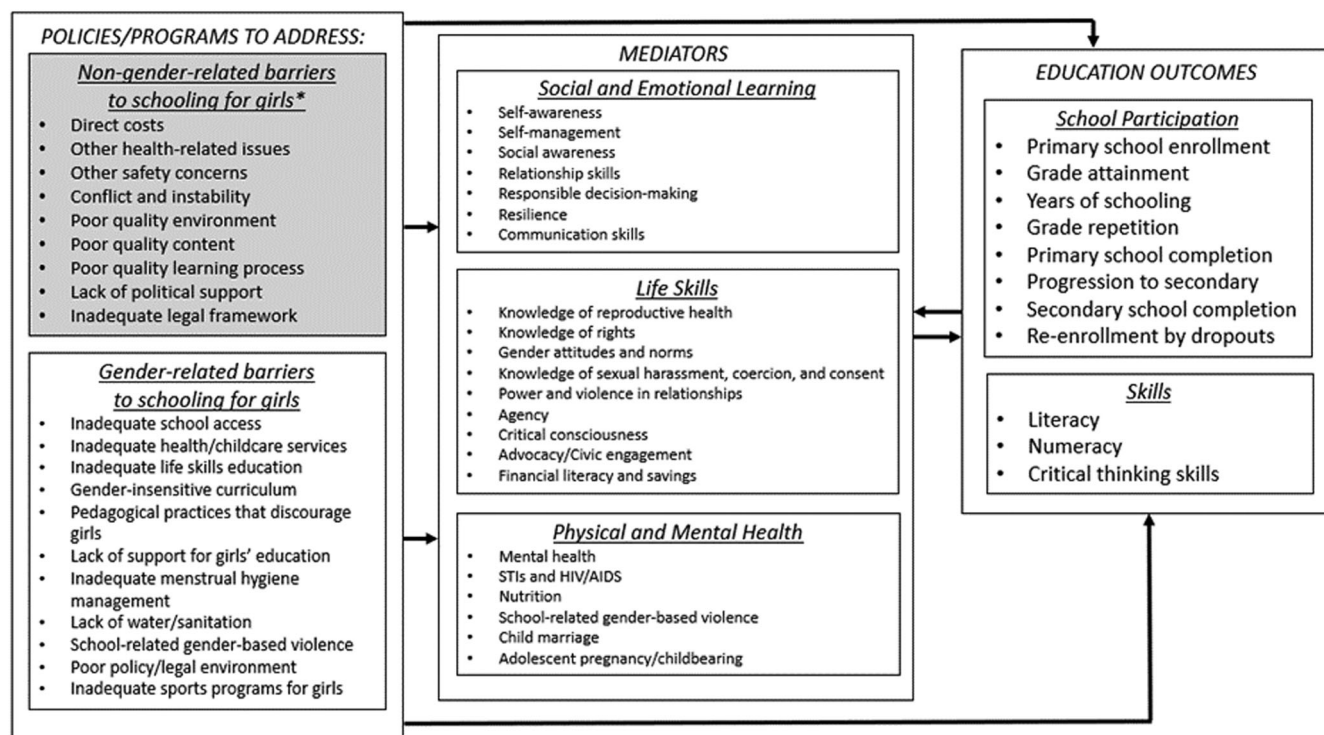 POLICIES/PROGRAMS TO ADDRESS:
Non-gender-related barriers
to schooling for girls*
• Direct costs
• Other health-related issues
• Other safety concerns
• Conflict and instability
• Poor quality environment
• Poor quality content
• Poor quality learning process
• Lack of political support
• Inadequate legal framework
Gender-related barriers
to schooling for girls
• Inadequate school access
• Inadequate health/childcare services
• Inadequate life skills education
• Gender-insensitive curriculum
• Pedagogical practices that discourage
girls
• Lack of support for girls’ education
• Inadequate menstrual hygiene
management
• Lack of water/sanitation
• School-related gender-based violence
• Poor policy/legal environment
• Inadequate sports programs for girls
MEDIATORS
Social and Emotional Learning
• Self-awareness
• Self-management
• Social awareness
• Relationship skills
• Responsible decision-making
• Resilience
• Communication skills
Life Skills
• Knowledge of reproductive health
• Knowledge of rights
• Gender attitudes and norms
• Knowledge of sexual harassment, coercion, and consent
• Power and violence in relationships
• Agency
• Critical consciousness
• Advocacy/Civic engagement
• Financial literacy and savings
Physical and Mental Health
• Mental health
• STIs and HIV/AIDS
• Nutrition
• School-related gender-based violence
• Child marriage
• Adolescent pregnancy/childbearing
EDUCATION OUTCOMES
School Participation
• Primary school enrollment
• Grade attainment
• Years of schooling
• Grade repetition
• Primary school completion
• Progression to secondary
• Secondary school completion
• Re-enrollment by dropouts
Skills
• Literacy
• Numeracy
• Critical thinking skills